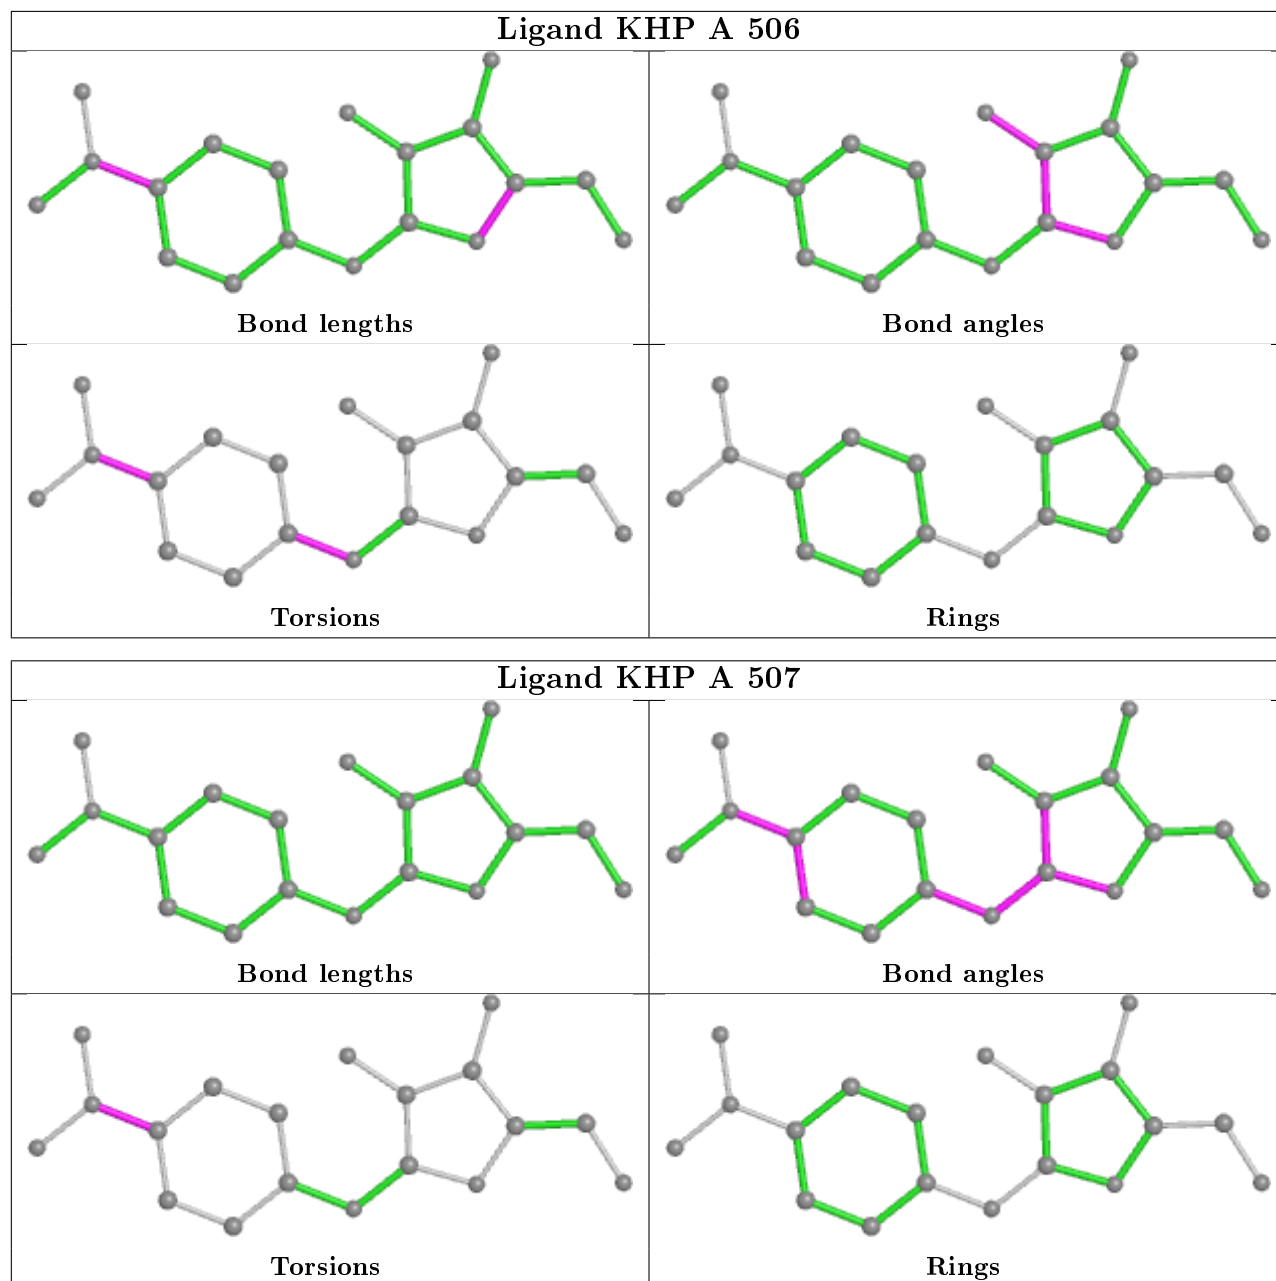 Ligand KHP A 506
Bond lengths
Bond angles
Torsions
Rings
Ligand KHP A 507
Bond lengths
Bond angles
Torsions
Rings